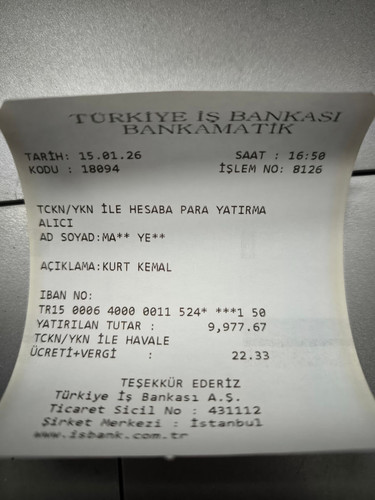 TÜRKİYE İŞ BANKASI
BANKAMATİK
TARİH: 15.01.26 SAAT : 16:50
KODU : 18094 İŞLEM NO: 8126
TCKN/YKN İLE HESABA PARA YATIRMA
ALICI
AD SOYAD:MA** YE**
AÇIKLAMA:KURT KEMAL
IBAN NO:
TR15 0006 4000 0011 524* ***1 50
YATIRILAN TUTAR : 9,977.67
TCKN/YKN İLE HAVALE
ÜCRETİ+VERGİ : 22.33
TEŞEKKÜR EDERİZ
Türkiye İş Bankası A.Ş.
Ticaret Sicil No : 431112
Şirket Merkezi : İstanbul
www.isbank.com.tr